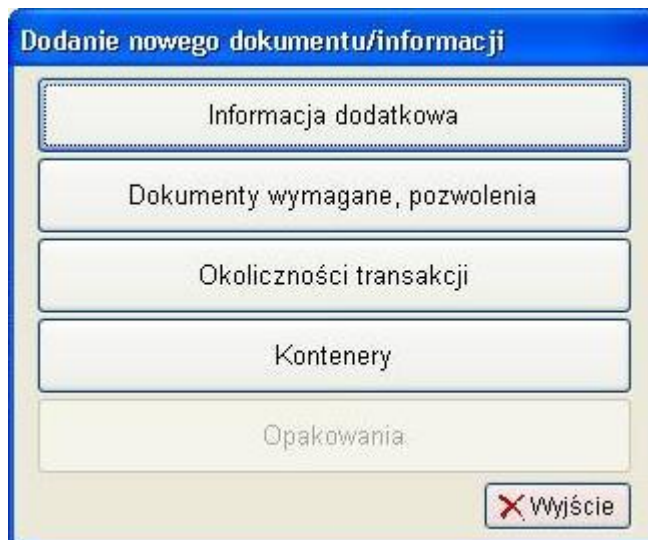 Dodanie nowego dokumentu/informacji
Informacja dodatkowa
Dokumenty wymagane, pozwolenia
Okoliczności transakcji
Kontenery
Opakowania
Wyjście